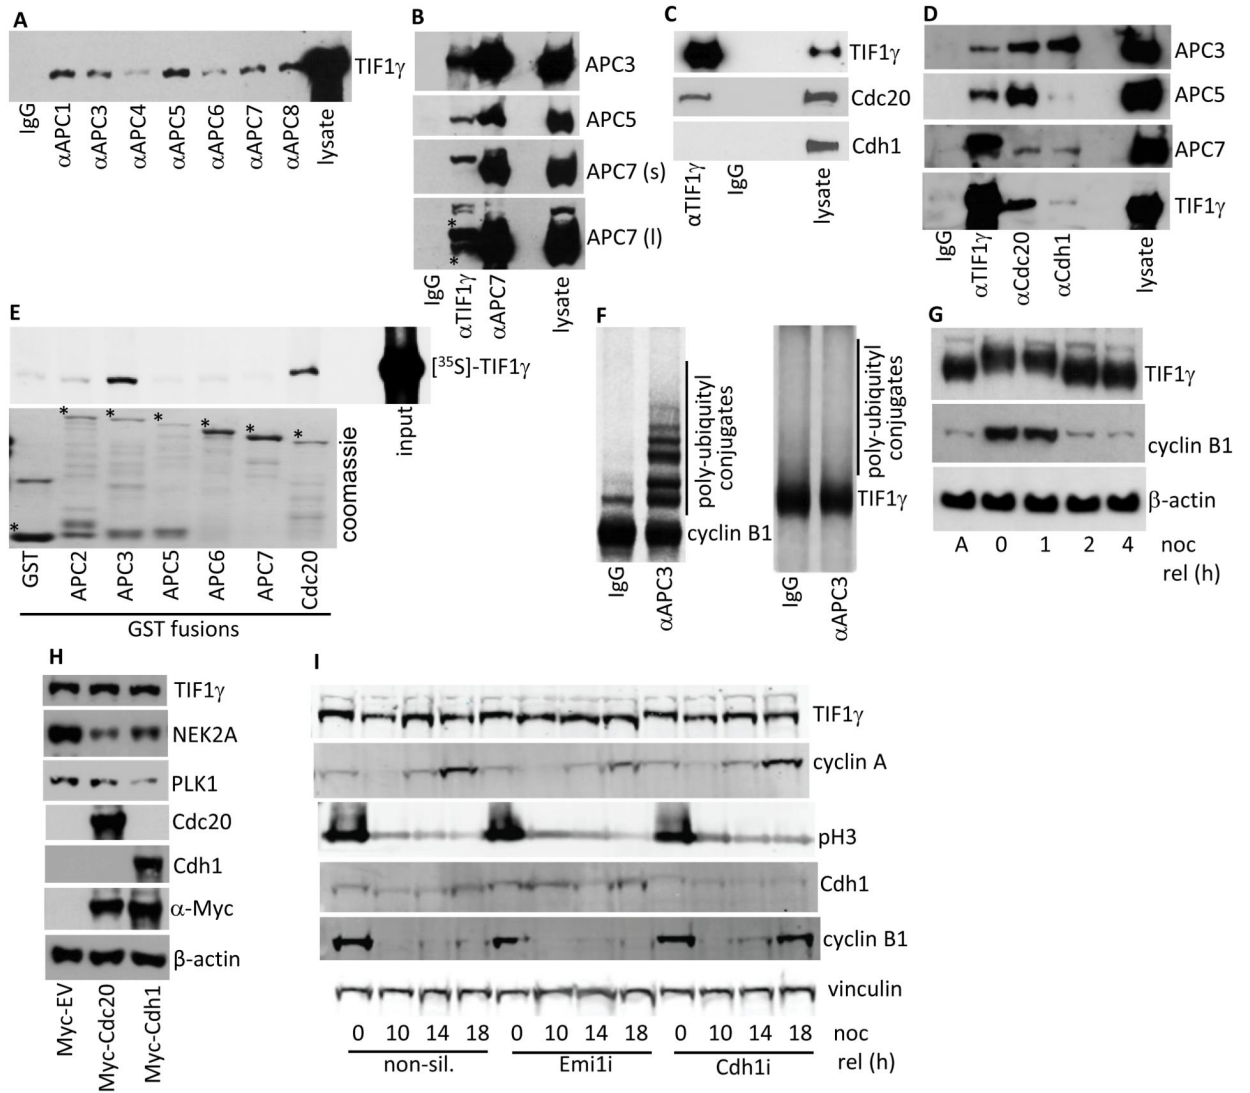 A
TIF1γ
IgG
αAPC1
αAPC3
αAPC4
αAPC5
αAPC6
αAPC7
αAPC8
lysate
B
APC3
APC5
APC7 (s)
APC7 (l)
*
*
IgG
αTIF1γ
αAPC7
lysate
C
TIF1γ
Cdc20
Cdh1
αTIF1γ
IgG
lysate
D
APC3
APC5
APC7
TIF1γ
IgG
αTIF1γ
αCdc20
αCdh1
lysate
E
[³⁵S]-TIF1γ
input
* * * * * *
*
coomassie
GST
APC2
APC3
APC5
APC6
APC7
Cdc20
GST fusions
F
poly-ubiquityl
conjugates
cyclin B1
IgG
αAPC3
poly-ubiquityl
conjugates
TIF1γ
IgG
αAPC3
G
TIF1γ
cyclin B1
β-actin
A 0 1 2 4 noc
rel (h)
H
TIF1γ
NEK2A
PLK1
Cdc20
Cdh1
α-Myc
β-actin
Myc-EV
Myc-Cdc20
Myc-Cdh1
I
TIF1γ
cyclin A
pH3
Cdh1
cyclin B1
vinculin
0 10 14 18 0 10 14 18 0 10 14 18 noc
non-sil. Emi1i Cdh1i rel (h)